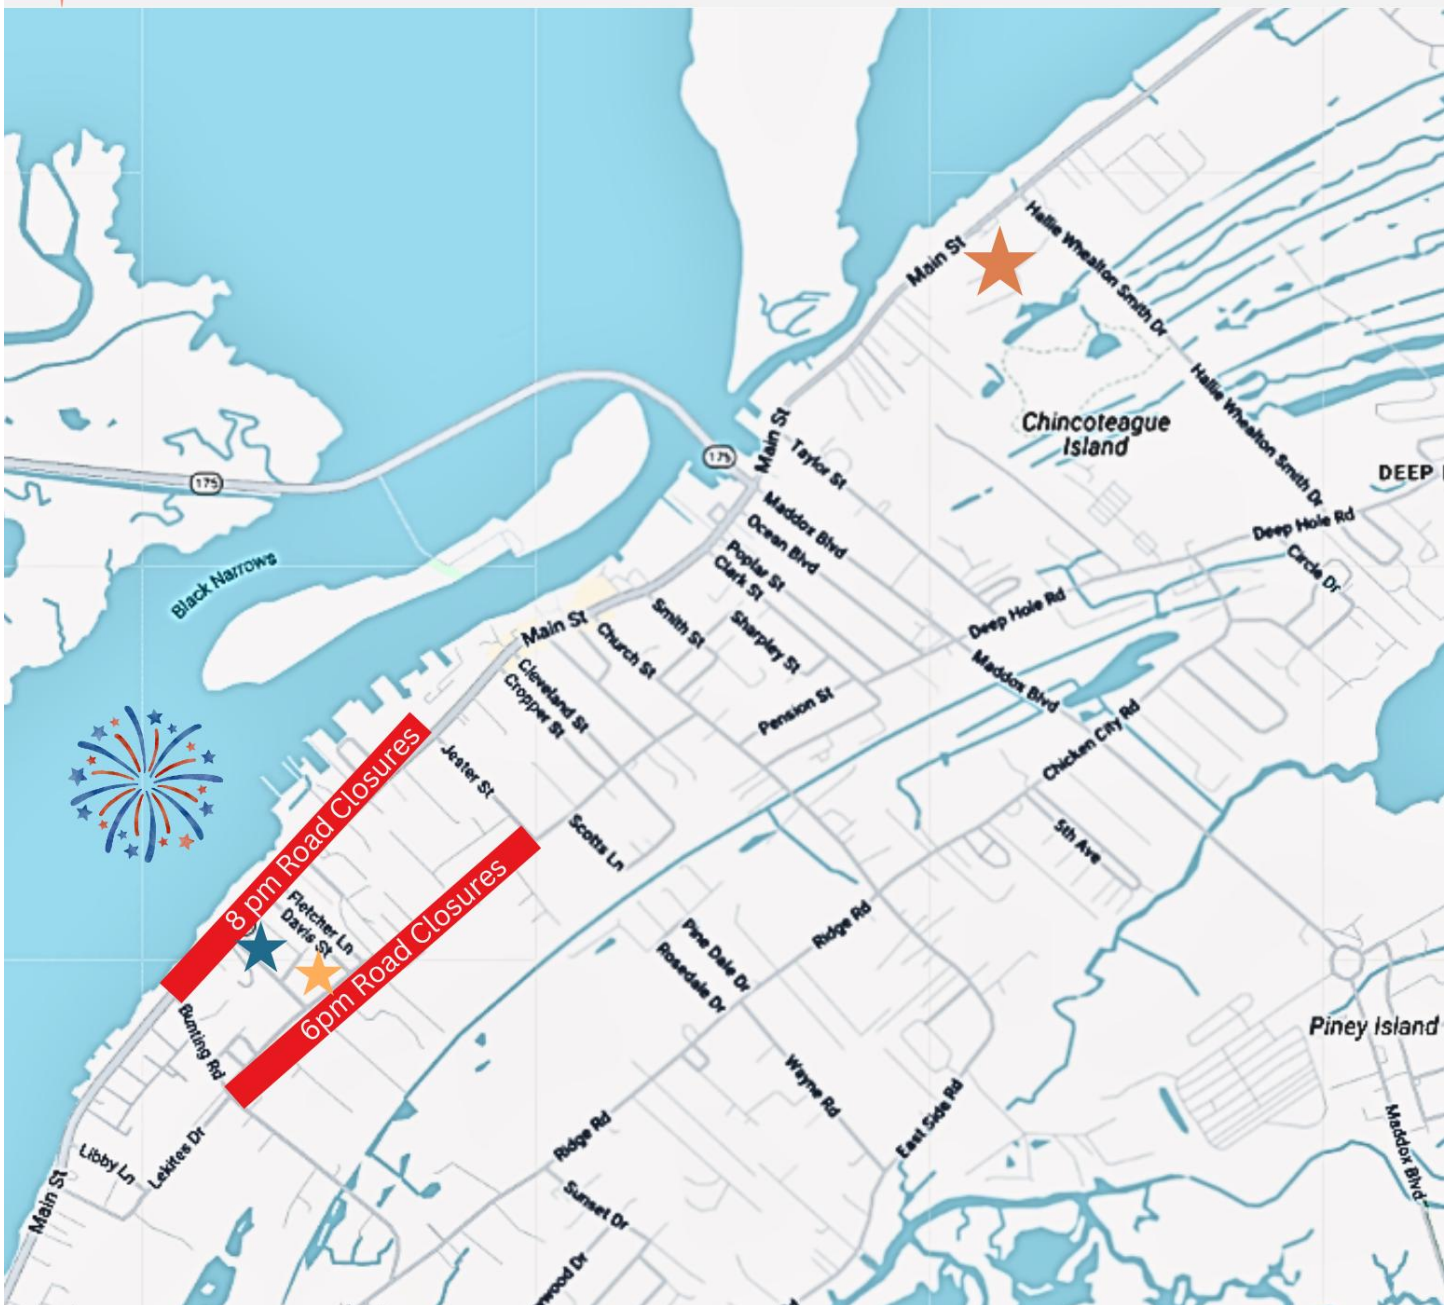 Main St
Hallie Whealton Smith Dr
Hallie Whealton Smith Dr
Chincoteague
Island
Main St
Taylor St
175
175
DEEP
Maddox Blvd
Ocean Blvd
Deep Hole Rd
Poplar St
Clark St
Circle Dr
Black Narrows
Deep Hole Rd
Main St
Smith St
Sharpley St
Church St
Maddox Blvd
Cleveland St
Cropper St
Pension St
Chicken City Rd
Jester St
8 pm Road Closures
Scotts Ln
5th Ave
6pm Road Closures
Fletcher Ln
Davis St
Pine Dale Dr
Rosedale Dr
Ridge Rd
Bunting Rd
Piney Island
Wayne Rd
East Side Rd
Maddox Blvd
Ridge Rd
Libby Ln
Lekites Dr
Main St
Sunset Dr
wood Dr